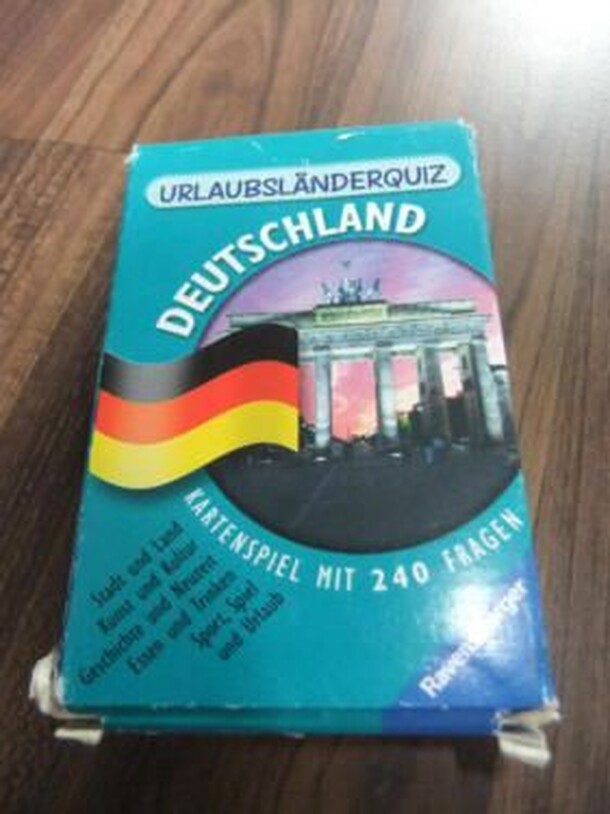 URLAUBSLÄNDERQUIZ
DEUTSCHLAND
KARTENSPIEL MIT 240 FRAGEN
Stadt und Land
Kunst und Kultur
Geschichte und Neuzeit
Essen und Trinken
Sport, Spiel
und Urlaub
Ravensburger